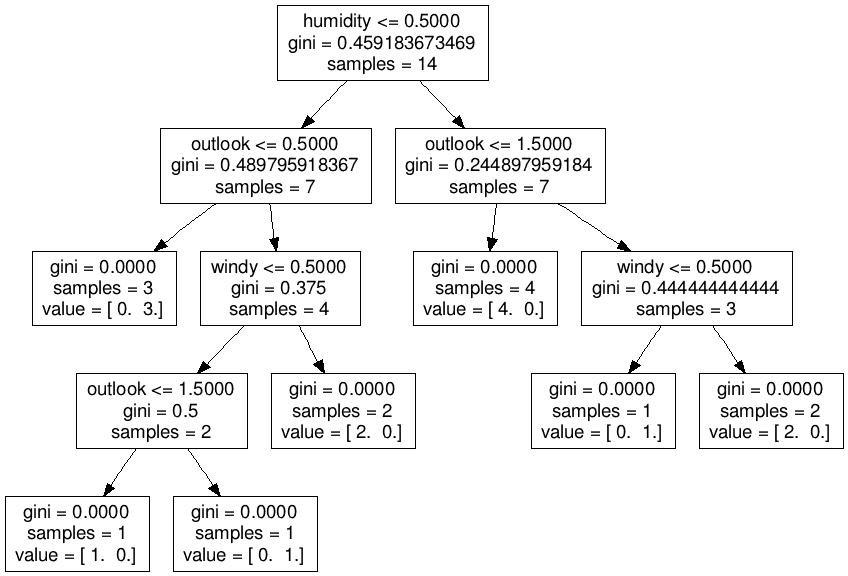 humidity <= 0.5000
gini = 0.459183673469
samples = 14
outlook <= 0.5000
gini = 0.489795918367
samples = 7
outlook <= 1.5000
gini = 0.244897959184
samples = 7
gini = 0.0000
samples = 3
value = [ 0. 3.]
windy <= 0.5000
gini = 0.375
samples = 4
gini = 0.0000
samples = 4
value = [ 4. 0.]
windy <= 0.5000
gini = 0.444444444444
samples = 3
outlook <= 1.5000
gini = 0.5
samples = 2
gini = 0.0000
samples = 2
value = [ 2. 0.]
gini = 0.0000
samples = 1
value = [ 0. 1.]
gini = 0.0000
samples = 2
value = [ 2. 0.]
gini = 0.0000
samples = 1
value = [ 1. 0.]
gini = 0.0000
samples = 1
value = [ 0. 1.]